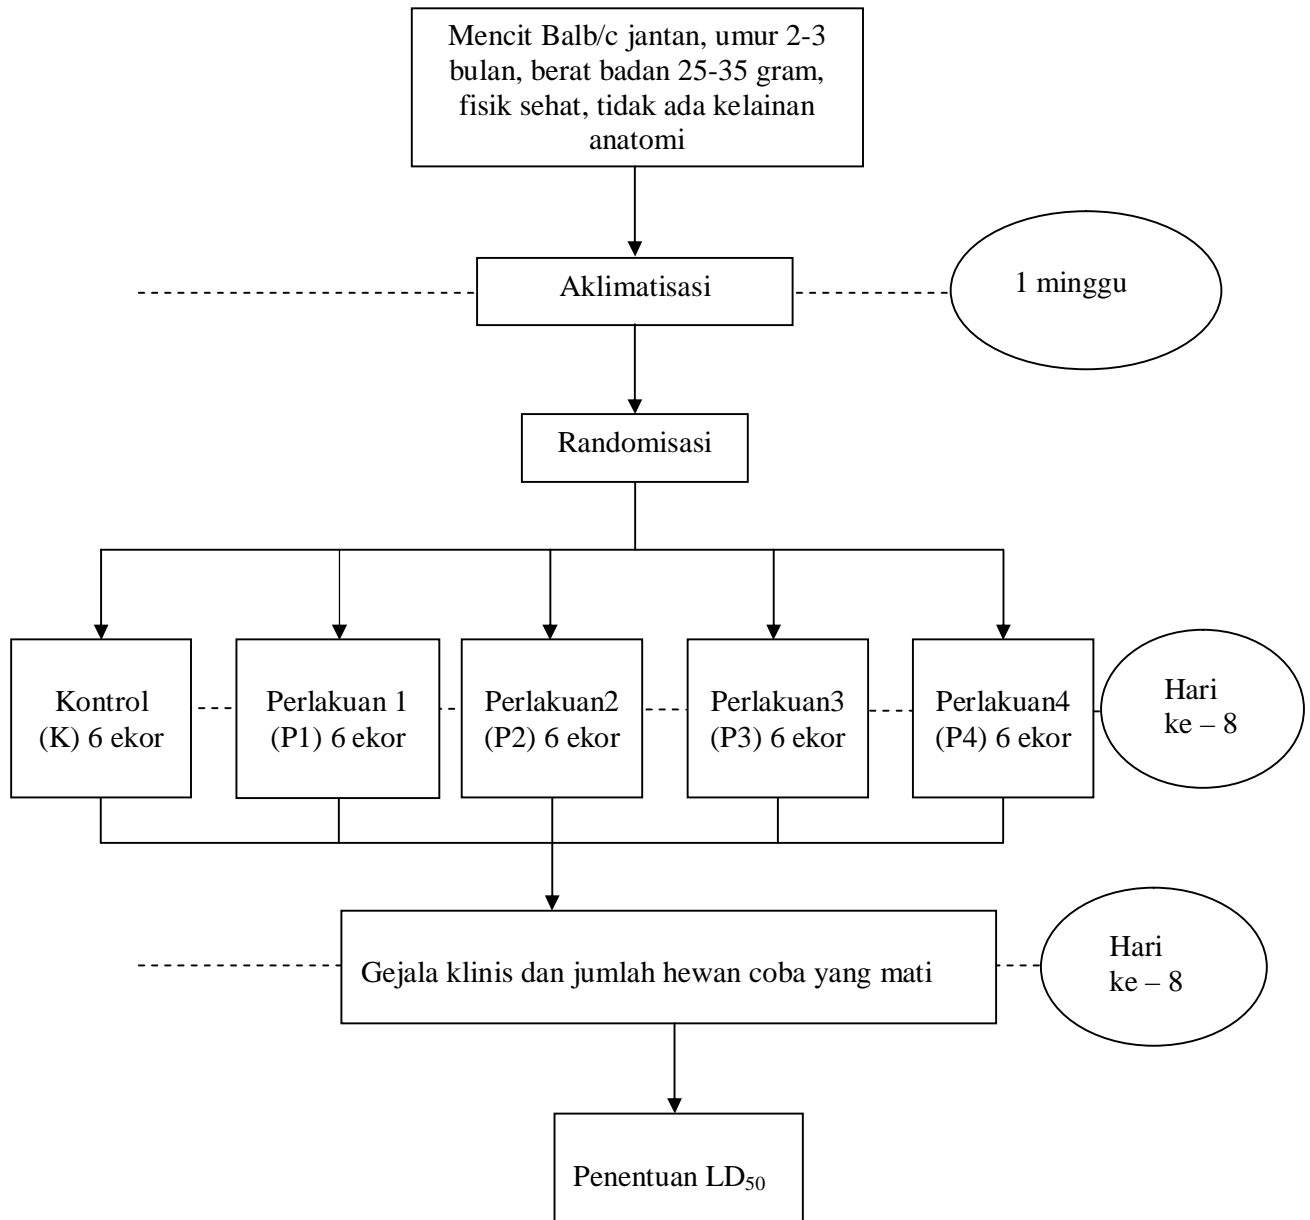 Mencit Balb/c jantan, umur 2-3
bulan, berat badan 25-35 gram,
fisik sehat, tidak ada kelainan
anatomi
Aklimatisasi
1 minggu
Randomisasi
Kontrol
(K) 6 ekor
Perlakuan 1
(P1) 6 ekor
Perlakuan2
(P2) 6 ekor
Perlakuan3
(P3) 6 ekor
Perlakuan4
(P4) 6 ekor
Hari
ke – 8
Gejala klinis dan jumlah hewan coba yang mati
Hari
ke – 8
Penentuan LD₅₀